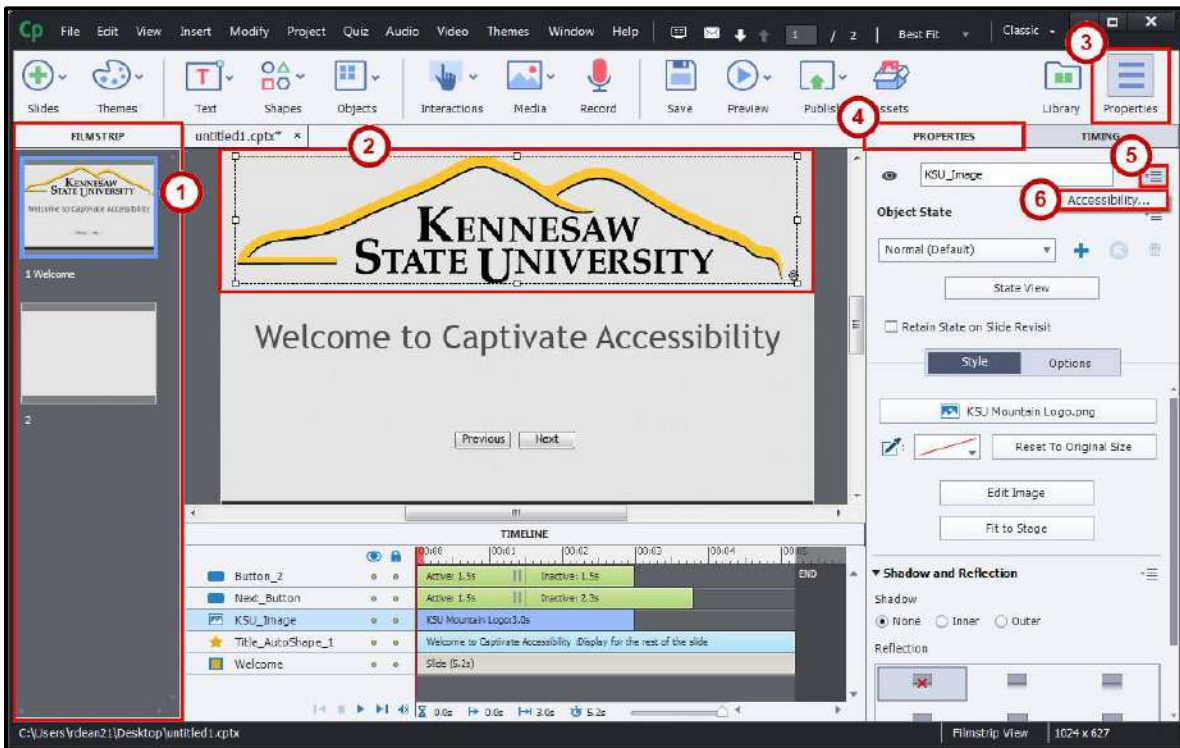 Cp File Edit View Insert Modify Project Quiz Audio Video Themes Window Help 1 / 2 Best Fit Classic
3
Slides Themes Text Shapes Objects Interactions Media Record Save Preview Publish Assets Library Properties
4
FILMSTRIP untitled1.cptx* × PROPERTIES TIMING
2
5
1
KENNESAW
STATE UNIVERSITY
Welcome to Captivate Accessibility
1 Welcome
2
KENNESAW
STATE UNIVERSITY
Welcome to Captivate Accessibility
Previous Next
KSU_Image
6 Accessibility...
Object State
Normal (Default)
State View
Retain State on Slide Revisit
Style Options
KSU Mountain Logo.png
Reset To Original Size
Edit Image
Fit to Stage
Shadow and Reflection
Shadow
None Inner Outer
Reflection
TIMELINE
00:00 00:01 00:02 00:03 00:04 00:05
Button_2 Active: 1.5s Inactive: 1.5s END
Next_Button Active: 1.5s Inactive: 2.3s
KSU_Image KSU Mountain Logo:3.0s
Title_AutoShape_1 Welcome to Captivate Accessibility :Display for the rest of the slide
Welcome Slide (5.2s)
0.0s 0.0s 3.0s 5.2s
C:\Users\rdean21\Desktop\untitled1.cptx Filmstrip View 1024 x 627